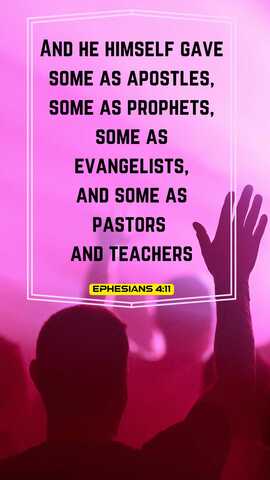 And he himself gave
some as apostles,
some as prophets,
some as
evangelists,
and some as
pastors
and teachers
Ephesians 4:11